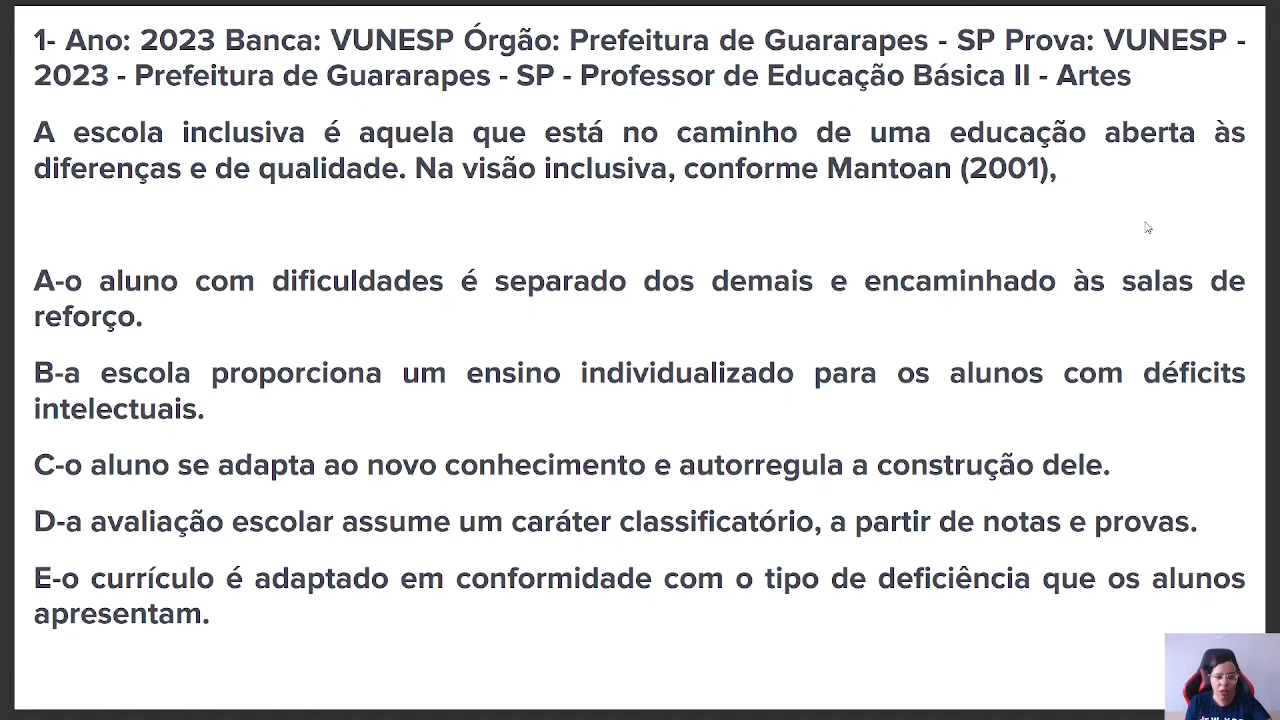 1- Ano: 2023 Banca: VUNESP Órgão: Prefeitura de Guararapes - SP Prova: VUNESP -
2023 - Prefeitura de Guararapes - SP - Professor de Educação Básica II - Artes
A escola inclusiva é aquela que está no caminho de uma educação aberta às
diferenças e de qualidade. Na visão inclusiva, conforme Mantoan (2001),
A-o aluno com dificuldades é separado dos demais e encaminhado às salas de
reforço.
B-a escola proporciona um ensino individualizado para os alunos com déficits
intelectuais.
C-o aluno se adapta ao novo conhecimento e autorregula a construção dele.
D-a avaliação escolar assume um caráter classificatório, a partir de notas e provas.
E-o currículo é adaptado em conformidade com o tipo de deficiência que os alunos
apresentam.